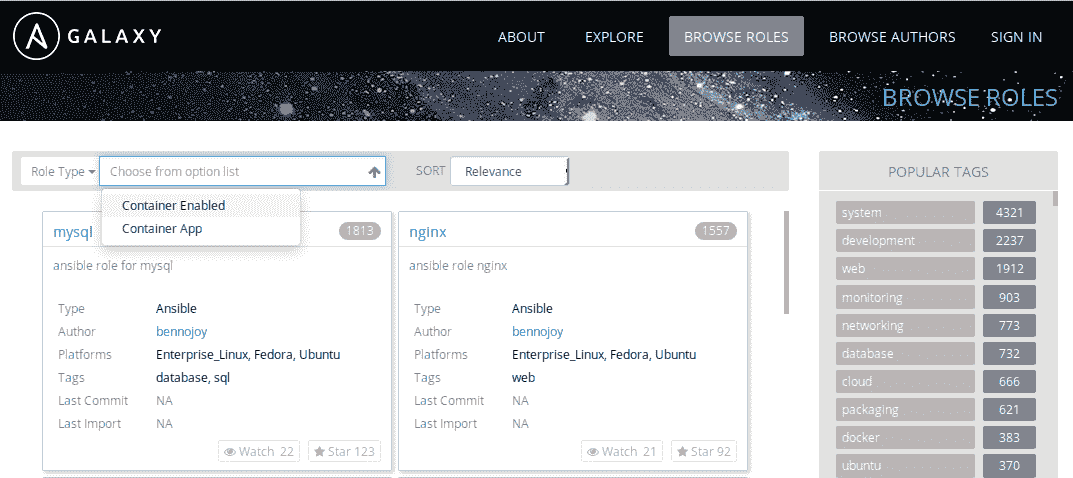 GALAXY
ABOUT EXPLORE BROWSE ROLES BROWSE AUTHORS SIGN IN
BROWSE ROLES
Role Type Choose from option list SORT Relevance
Container Enabled
Container App
mysql 1813
ansible role for mysql
Type Ansible
Author bennojoy
Platforms Enterprise_Linux, Fedora, Ubuntu
Tags database, sql
Last Commit NA
Last Import NA
Watch 22 Star 123
nginx 1557
ansible role nginx
Type Ansible
Author bennojoy
Platforms Enterprise_Linux, Fedora, Ubuntu
Tags web
Last Commit NA
Last Import NA
Watch 21 Star 92
POPULAR TAGS
system 4321
development 2237
web 1912
monitoring 903
networking 773
database 732
cloud 666
packaging 621
docker 383
ubuntu 370